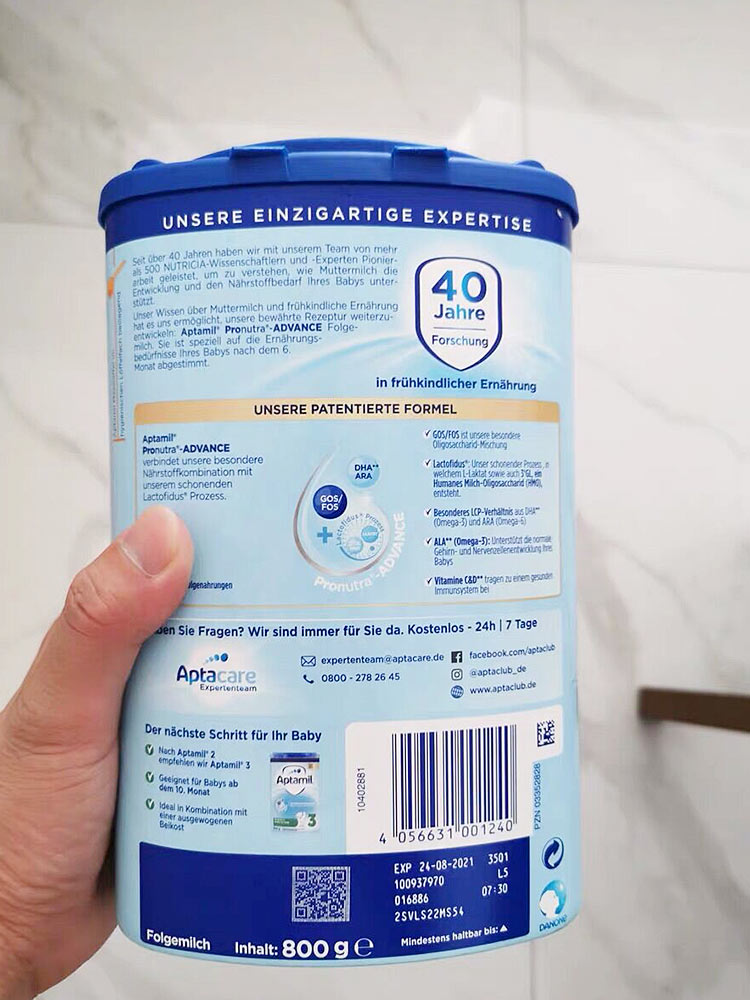 UNSERE EINZIGARTIGE EXPERTISE
Seit über 40 Jahren haben wir mit unserem Team von mehr
als 500 NUTRICIA-Wissenschaftlern und -Experten Pionier-
arbeit geleistet, um zu verstehen, wie Muttermilch die
Entwicklung und den Nährstoffbedarf Ihres Babys unter-
stützt.
Unser Wissen über Muttermilch und frühkindliche Ernährung
hat es uns ermöglicht, unsere bewährte Rezeptur weiterzu-
entwickeln: Aptamil® Pronutra®-ADVANCE Folge-
milch. Sie ist speziell auf die Ernährungs-
bedürfnisse Ihres Babys nach dem 6.
Monat abgestimmt.
40
Jahre
Forschung
in frühkindlicher Ernährung
UNSERE PATENTIERTE FORMEL
Aptamil®
Pronutra®-ADVANCE
verbindet unsere besondere
Nährstoffkombination mit
unserem schonenden
Lactofidus® Prozess.
DHA**
ARA
GOS/
FOS
+
Lactofidus® Prozess
Pronutra®-ADVANCE
GOS/FOS ist unsere besondere
Oligosaccharid-Mischung
Lactofidus®: Unser schonender Prozess, in
welchem L-Laktat sowie auch 3'GL, ein
Humanes Milch-Oligosaccharid (HMO),
entsteht.
Besonderes LCP-Verhältnis aus DHA**
(Omega-3) und ARA (Omega-6)
ALA** (Omega-3): Unterstützt die normale
Gehirn- und Nervenzellenentwicklung Ihres
Babys
Vitamine C&D** tragen zu einem gesunden
Immunsystem bei
lgenahrungen
ben Sie Fragen? Wir sind immer für Sie da. Kostenlos - 24h | 7 Tage
Aptacare
Expertenteam
expertenteam@aptacare.de
0800 - 278 26 45
facebook.com/aptaclub
@aptaclub_de
www.aptaclub.de
Der nächste Schritt für Ihr Baby
Nach Aptamil® 2
empfehlen wir Aptamil® 3
Geeignet für Babys ab
dem 10. Monat
Ideal in Kombination mit
einer ausgewogenen
Beikost
Aptamil
3
10402881
4 056631 001240
PZN 03352828
EXP 24-08-2021 3501
100937970 L5
016886 07:30
2SVLS22MS54
Mindestens haltbar bis:
DANONE
Folgemilch Inhalt: 800 g e